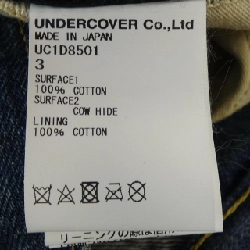 UNDERCOVER Co.,Ltd
MADE IN JAPAN
UC1D8501
3
SURFACE1
100% COTTON
SURFACE2
COW HIDE
LINING
100% COTTON